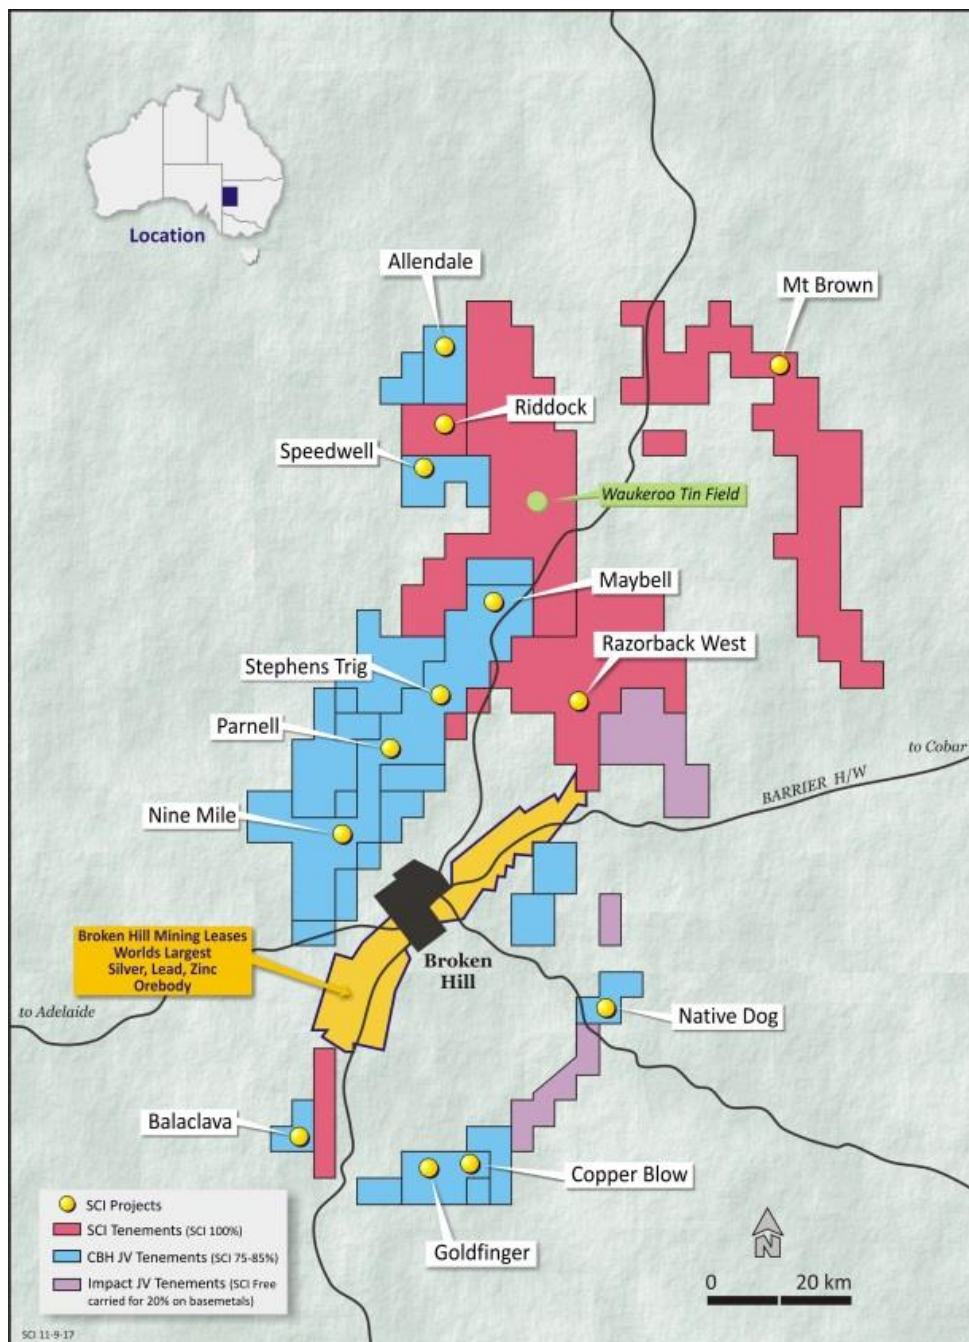 Location
Allendale
Mt Brown
Riddock
Speedwell
Waukeroo Tin Field
Maybell
Razorback West
Stephens Trig
Parnell
to Cobar
BARRIER H/W
Nine Mile
Broken Hill Mining Leases
Worlds Largest
Silver, Lead, Zinc
Orebody
Broken
Hill
to Adelaide
Native Dog
Balaclava
Copper Blow
Goldfinger
SCI Projects
SCI Tenements (SCI 100%)
CBH JV Tenements (SCI 75-85%)
Impact JV Tenements (SCI Free
carried for 20% on basemetals)
N
0 20 km
SCI 11-9-17